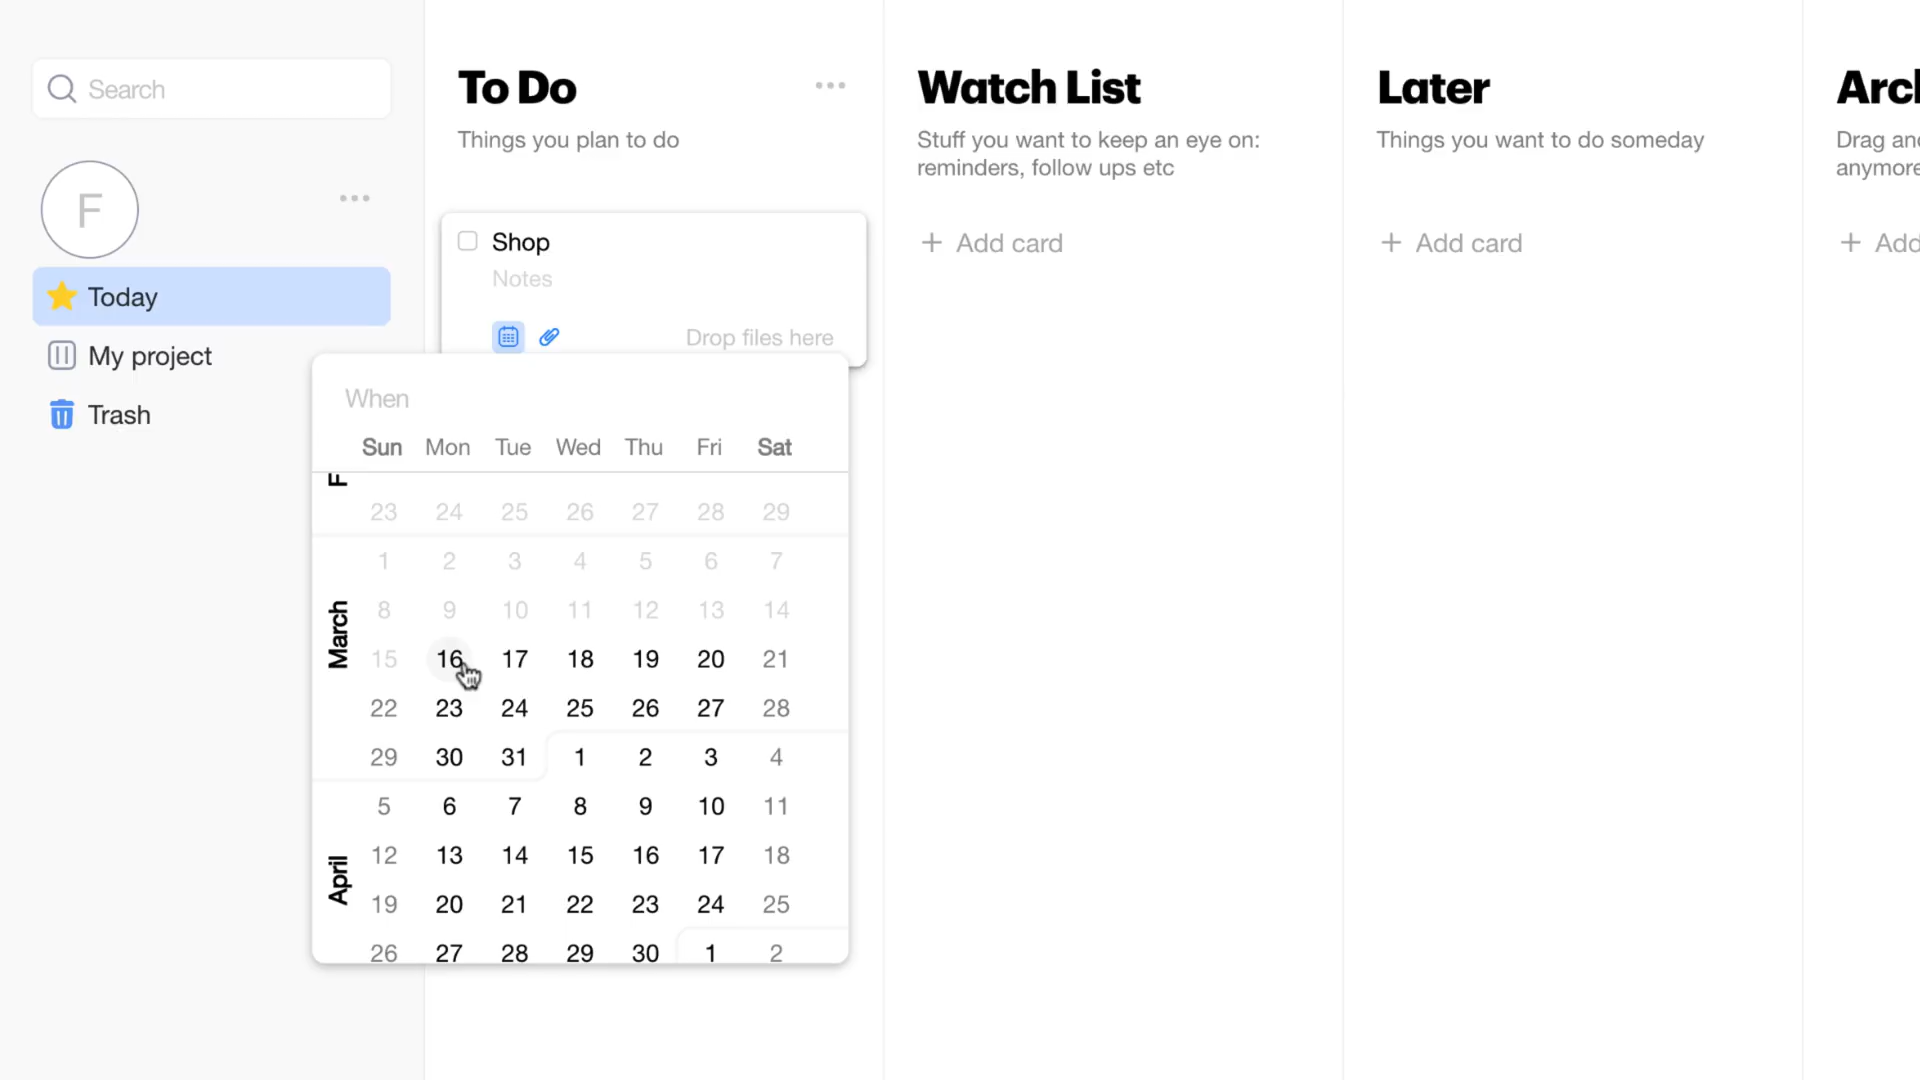 Search
F
Today
My project
Trash
To Do
Things you plan to do
Shop
Notes
Drop files here
When
Sun Mon Tue Wed Thu Fri Sat
F
23 24 25 26 27 28 29
1 2 3 4 5 6 7
March
8 9 10 11 12 13 14
15 16 17 18 19 20 21
22 23 24 25 26 27 28
29 30 31 1 2 3 4
5 6 7 8 9 10 11
April
12 13 14 15 16 17 18
19 20 21 22 23 24 25
26 27 28 29 30 1 2
Watch List
Stuff you want to keep an eye on:
reminders, follow ups etc
+ Add card
Later
Things you want to do someday
+ Add card
Arc
Drag an
anymore
+ Add